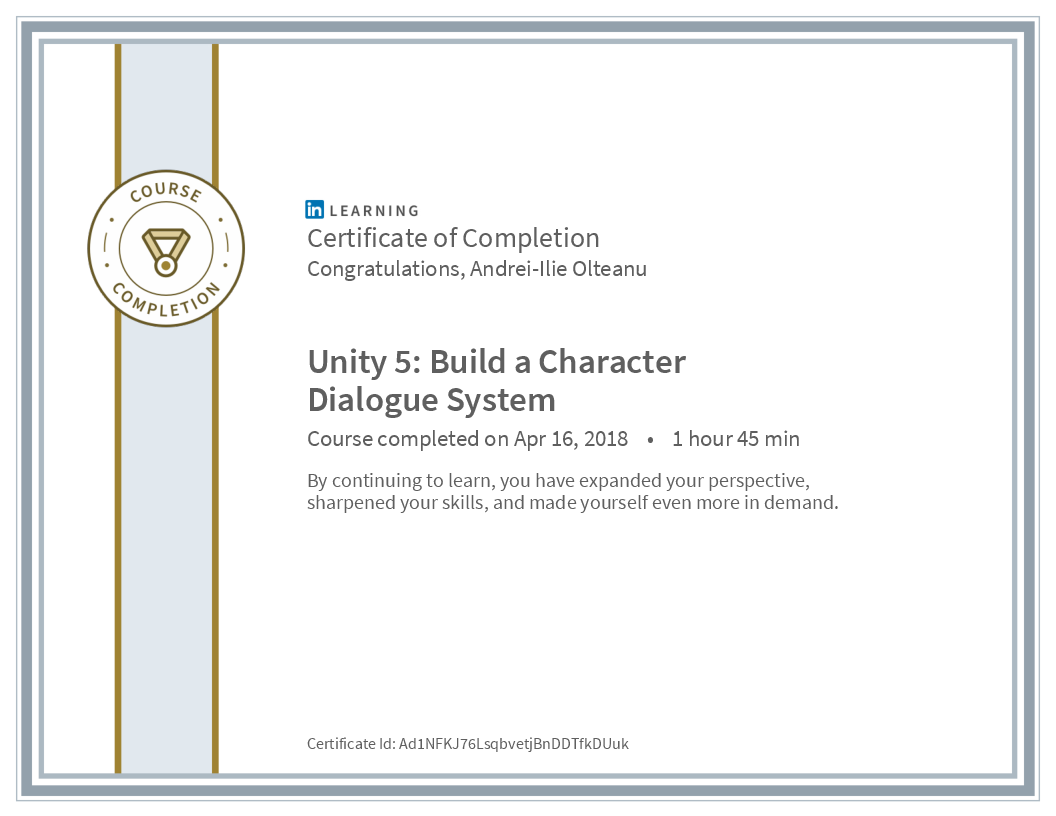 COURSE
COMPLETION
in LEARNING
Certificate of Completion
Congratulations, Andrei-Ilie Olteanu
Unity 5: Build a Character
Dialogue System
Course completed on Apr 16, 2018 • 1 hour 45 min
By continuing to learn, you have expanded your perspective,
sharpened your skills, and made yourself even more in demand.
Certificate Id: Ad1NFKJ76LsqbvetjBnDDTfkDUuk